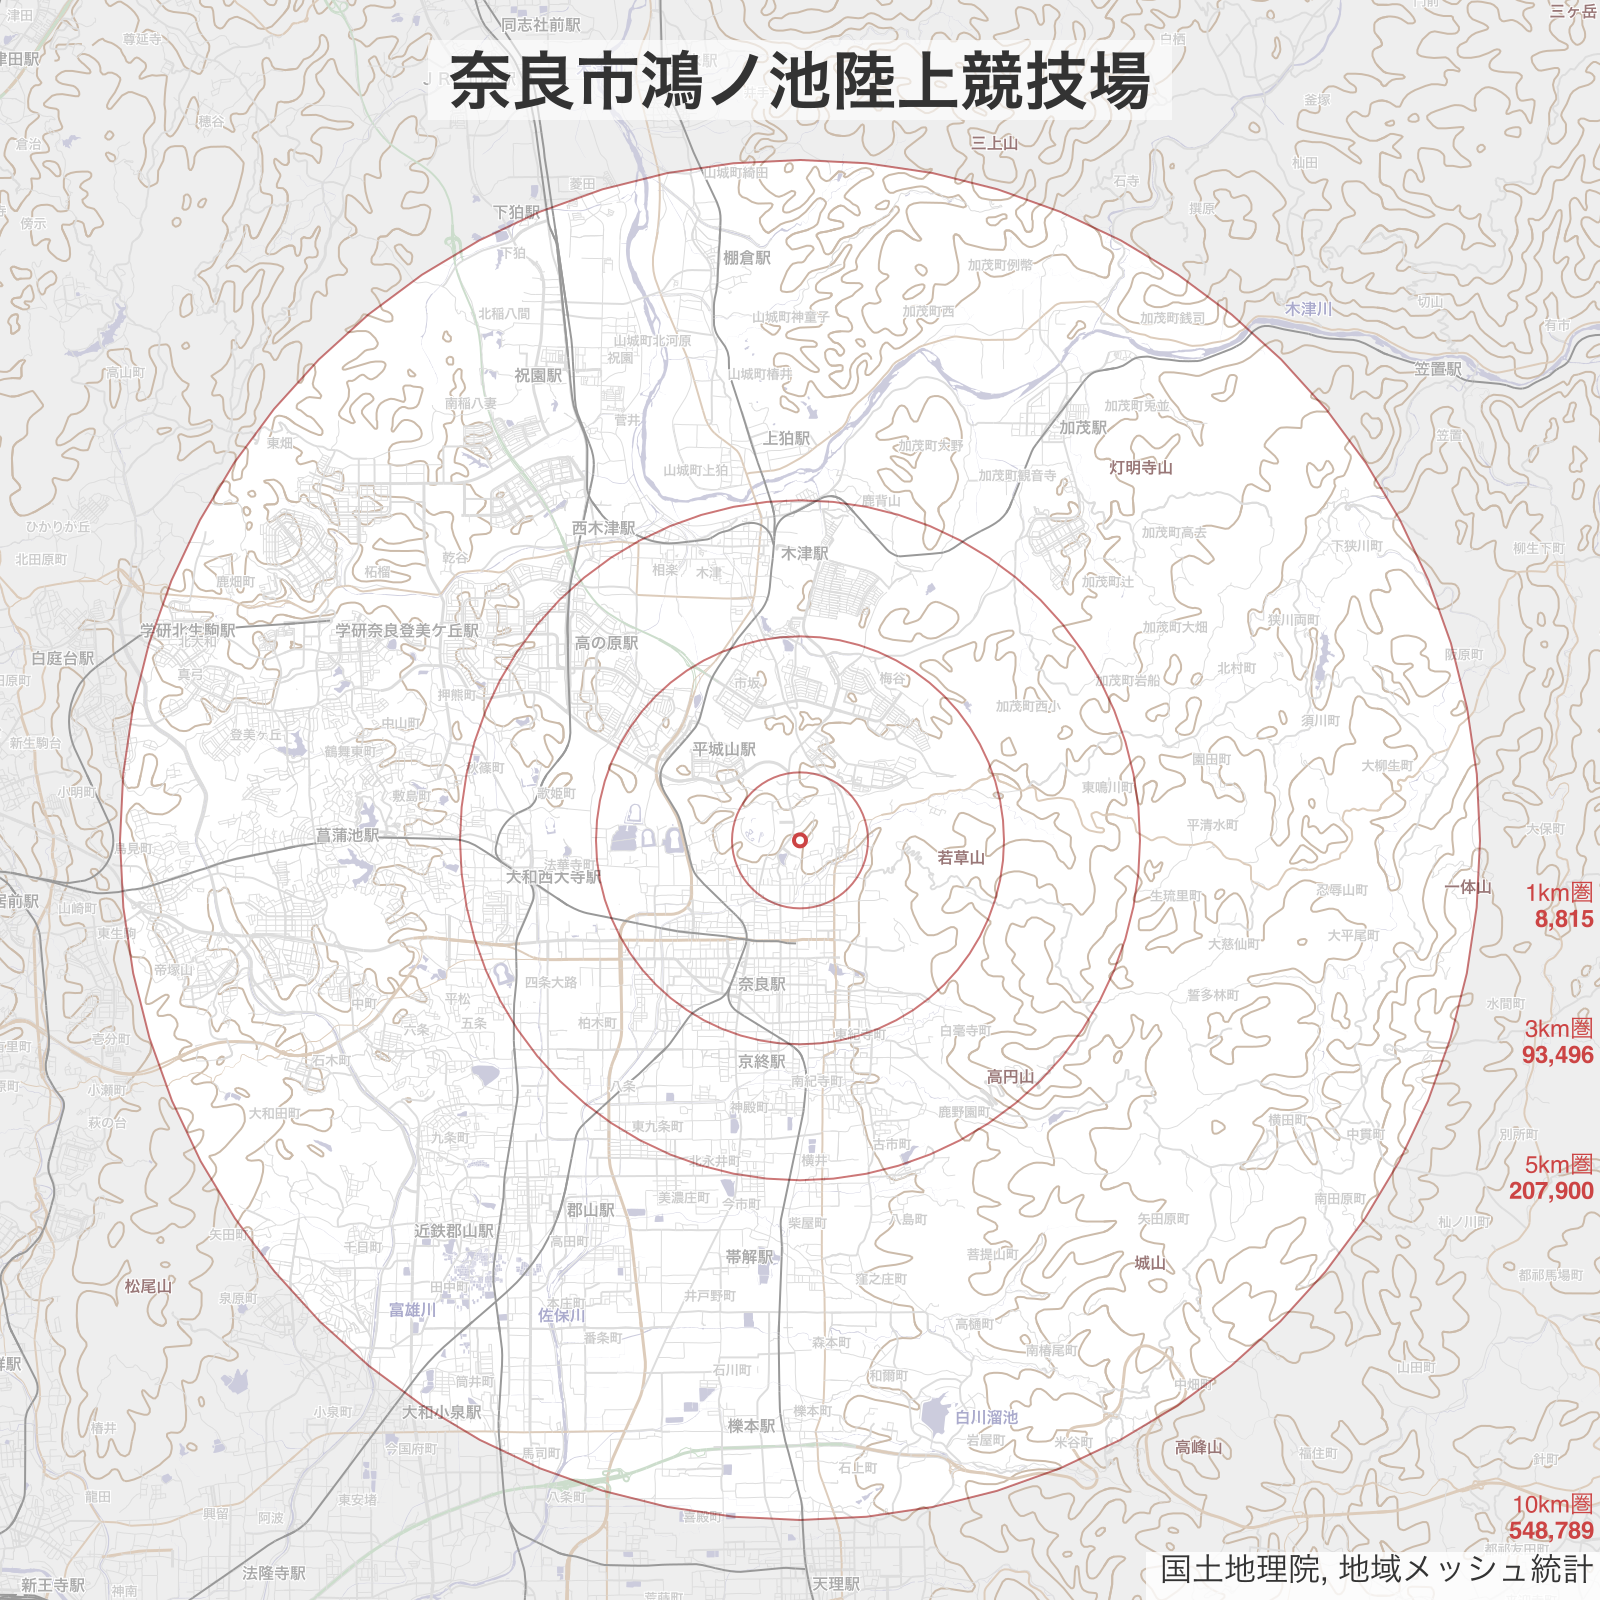 奈良市鴻ノ池陸上競技場
同志社前駅
津田
尊延寺
津田駅
三ヶ岳
白栖
穂谷
釜塚
倉治
三上山
杣田
石寺
山城町綺田
菱田
撰原
下狛駅
傍示
下狛
棚倉駅
加茂町例幣
切山
木津川
北稲八間
山城町神童子
加茂町西
加茂町銭司
有市
山城町北河原
祝園
高山町
祝園駅
山城町椿井
笠置駅
南稲八妻
加茂町兎並
菅井
加茂駅
東畑
上狛駅
加茂町大野
笠置
山城町上狛
灯明寺山
加茂町観音寺
鹿背山
ひかりが丘
西木津駅
加茂町高去
北田原町
乾谷
木津駅
下狭川町
柳生下町
鹿畑町
柘榴
相楽
木津
加茂町辻
学研北生駒駅
学研奈良登美ケ丘駅
高の原駅
加茂町大畑
狭川両町
北大和
白庭台駅
阪原町
真弓
押熊町
市坂
梅谷
加茂町岩船
北村町
田原町
加茂町西小
中山町
須川町
新生駒台
登美ヶ丘
鶴舞東町
平城山駅
秋篠町
園田町
大柳生町
小明町
敷島町
歌姫町
東鳴川町
菖蒲池駅
平清水町
大保町
鳥見町
法華寺町
若草山
大和西大寺駅
生琉里町
忍辱山町
一体山
1km圏
8,815
山崎町
東生駒
大慈仙町
大平尾町
帝塚山
四条大路
奈良駅
中町
平松
誓多林町
水間町
六条
五条
柏木町
東紀寺町
白毫寺町
3km圏
93,496
壱分町
石木町
京終駅
高円山
小瀬町
八条
南紀寺町
大和田町
神殿町
鹿野園町
萩の台
東九条町
横田町
中貫町
別所町
九条町
古市町
北永井町
横井
5km圏
207,900
美濃庄町
今市町
南田原町
郡山駅
八島町
矢田原町
杣ノ川町
矢田町
近鉄郡山駅
柴屋町
千日町
高田町
帯解駅
菩提山町
城山
松尾山
田中町
窪之庄町
都祁馬場町
泉原町
富雄川
本庄町
佐保川
井戸野町
高樋町
番条町
森本町
南椿尾町
石川町
和爾町
山田町
筒井町
中畑町
小泉町
大和小泉駅
櫟本駅
櫟本町
白川溜池
椿井
今国府町
馬司町
岩屋町
米谷町
高峰山
福住町
針町
石上町
龍田
東安堵
八条町
興留
阿波
喜殿町
10km圏
548,789
都祁友田町
法隆寺駅
新王寺駅
神南
天理駅
国土地理院, 地域メッシュ統計